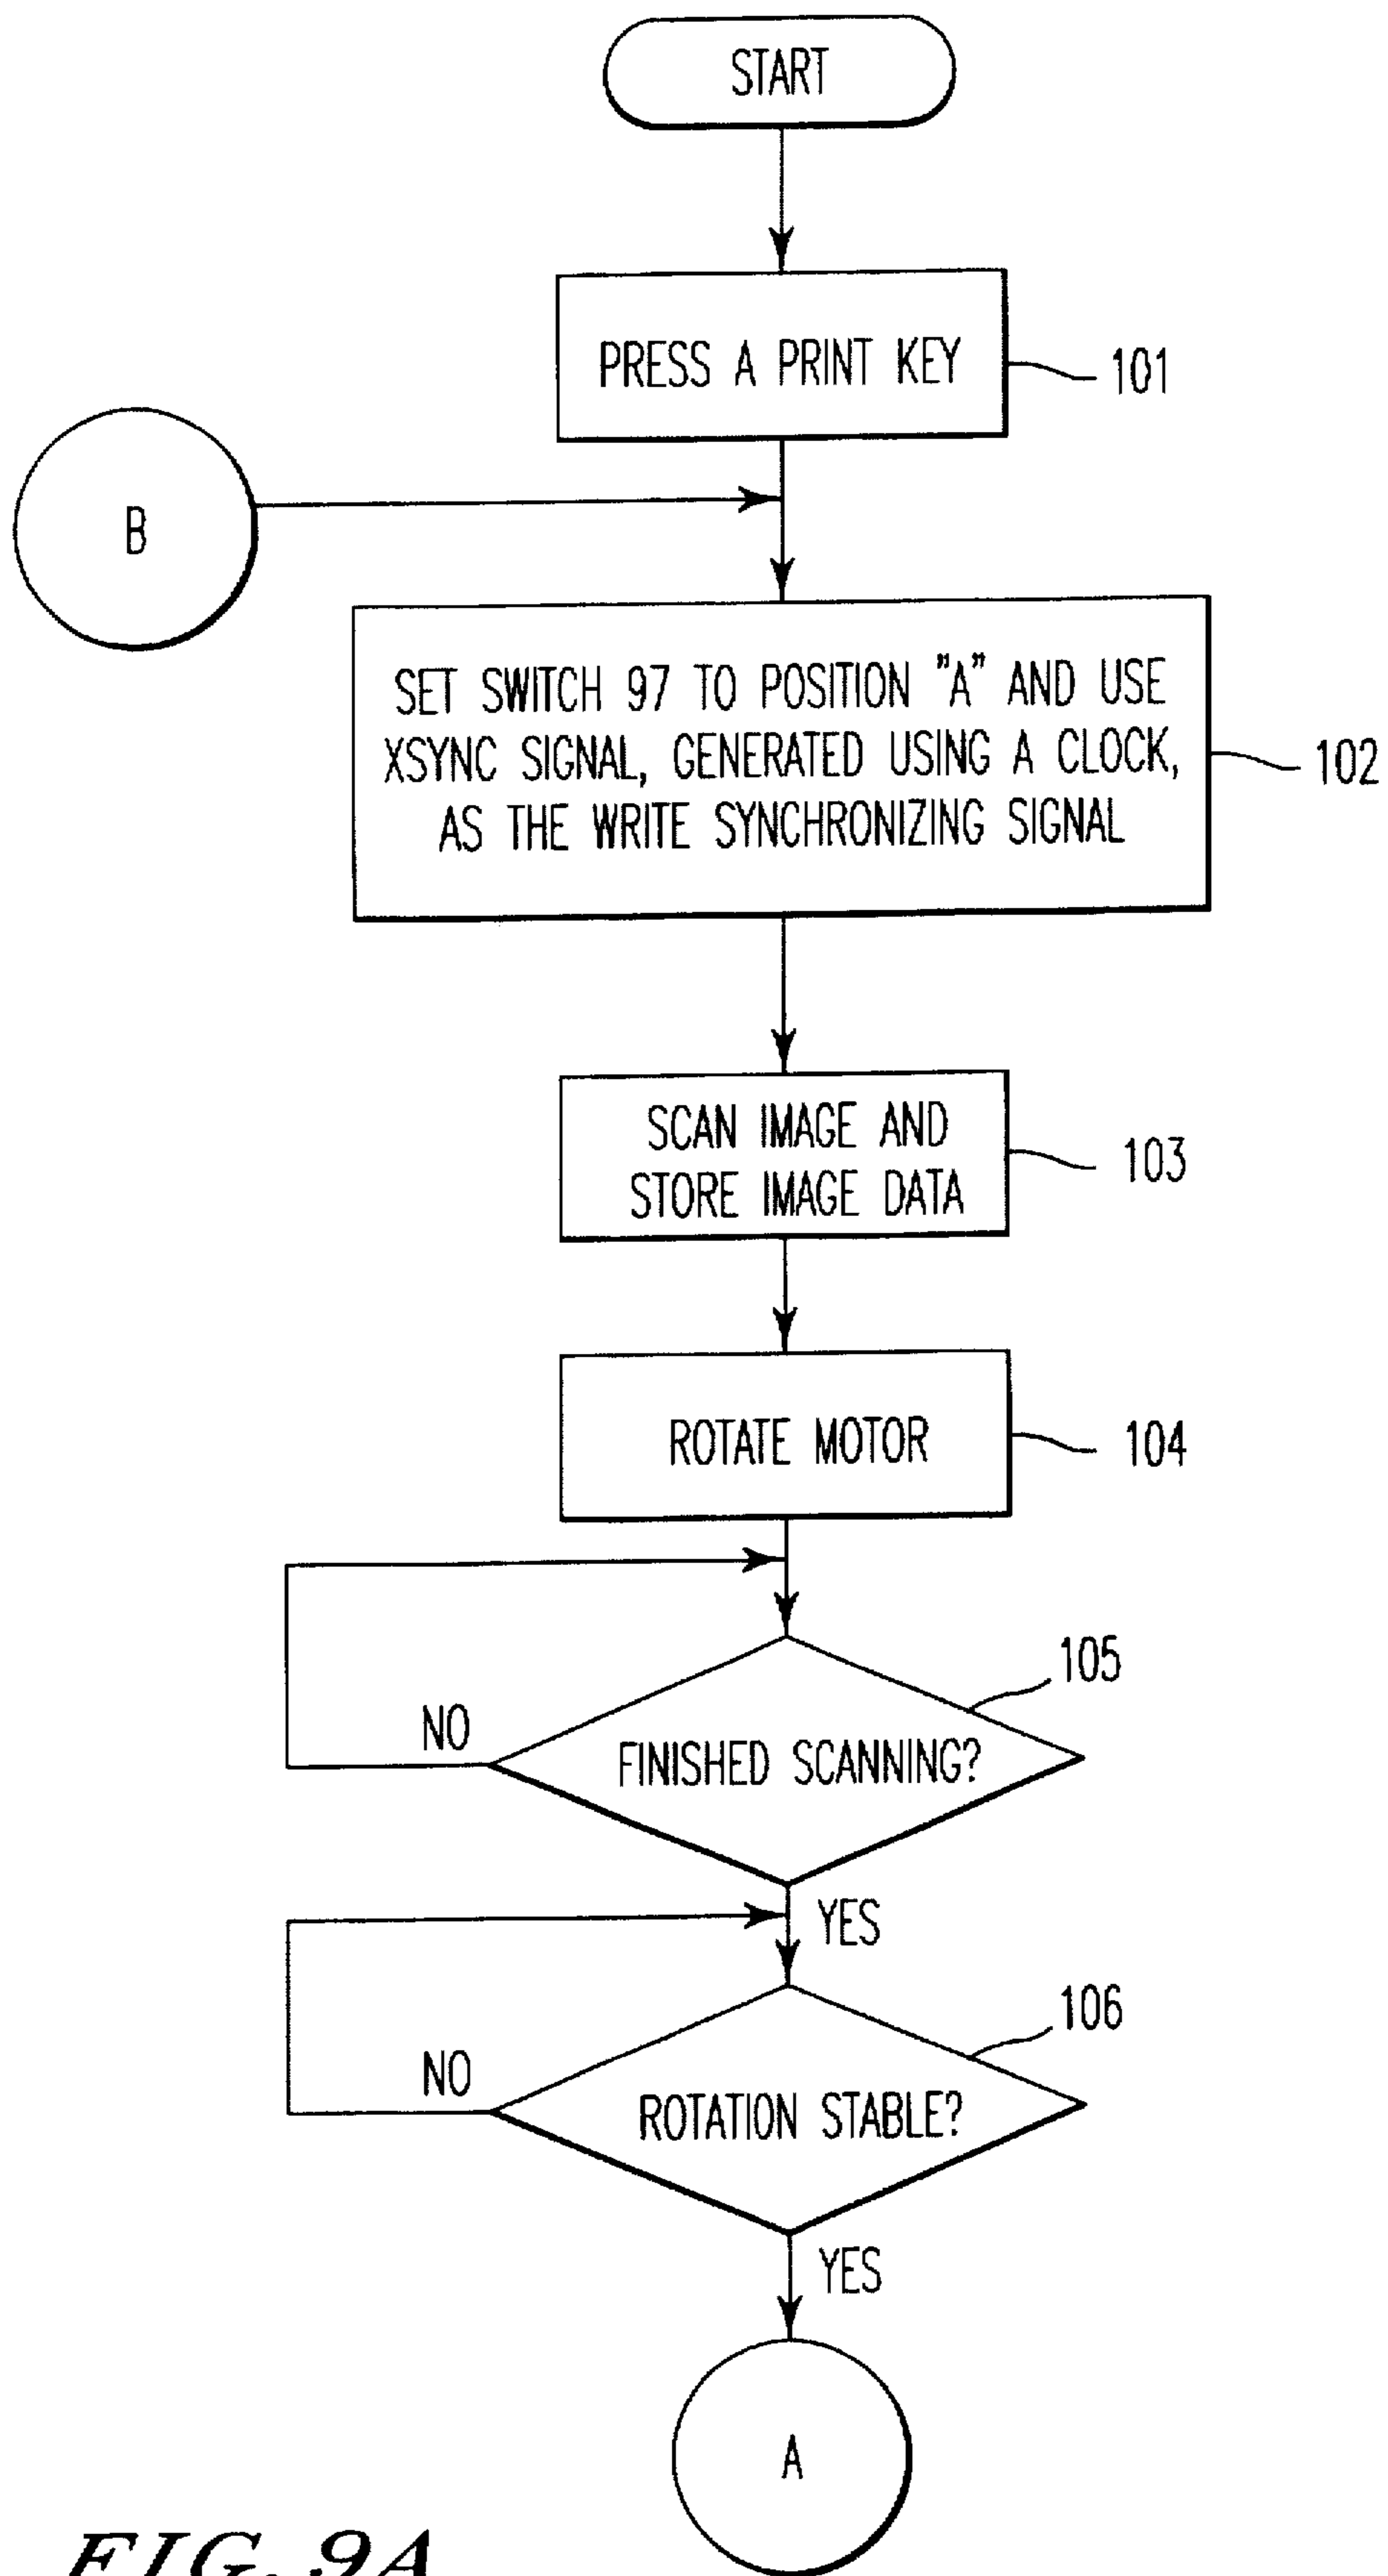 START
PRESS A PRINT KEY
101
B
SET SWITCH 97 TO POSITION "A" AND USE
XSYNC SIGNAL, GENERATED USING A CLOCK,
AS THE WRITE SYNCHRONIZING SIGNAL
102
SCAN IMAGE AND
STORE IMAGE DATA
103
ROTATE MOTOR
104
105
NO
FINISHED SCANNING?
YES
106
NO
ROTATION STABLE?
YES
A
FIG. 9A